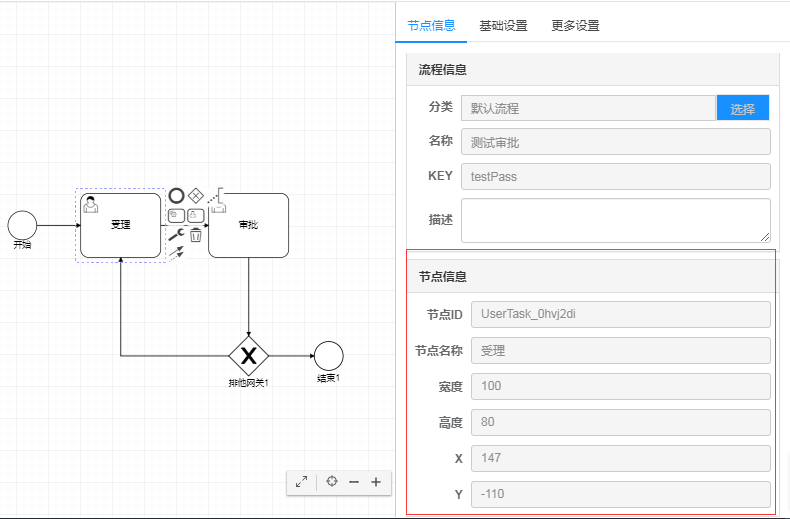 节点信息 基础设置 更多设置
流程信息
分类 默认流程 选择
名称 测试审批
KEY testPass
描述
节点信息
节点ID UserTask_0hvj2di
节点名称 受理
宽度 100
高度 80
X 147
Y -110
开始
受理
审批
X
排他网关1
结束1